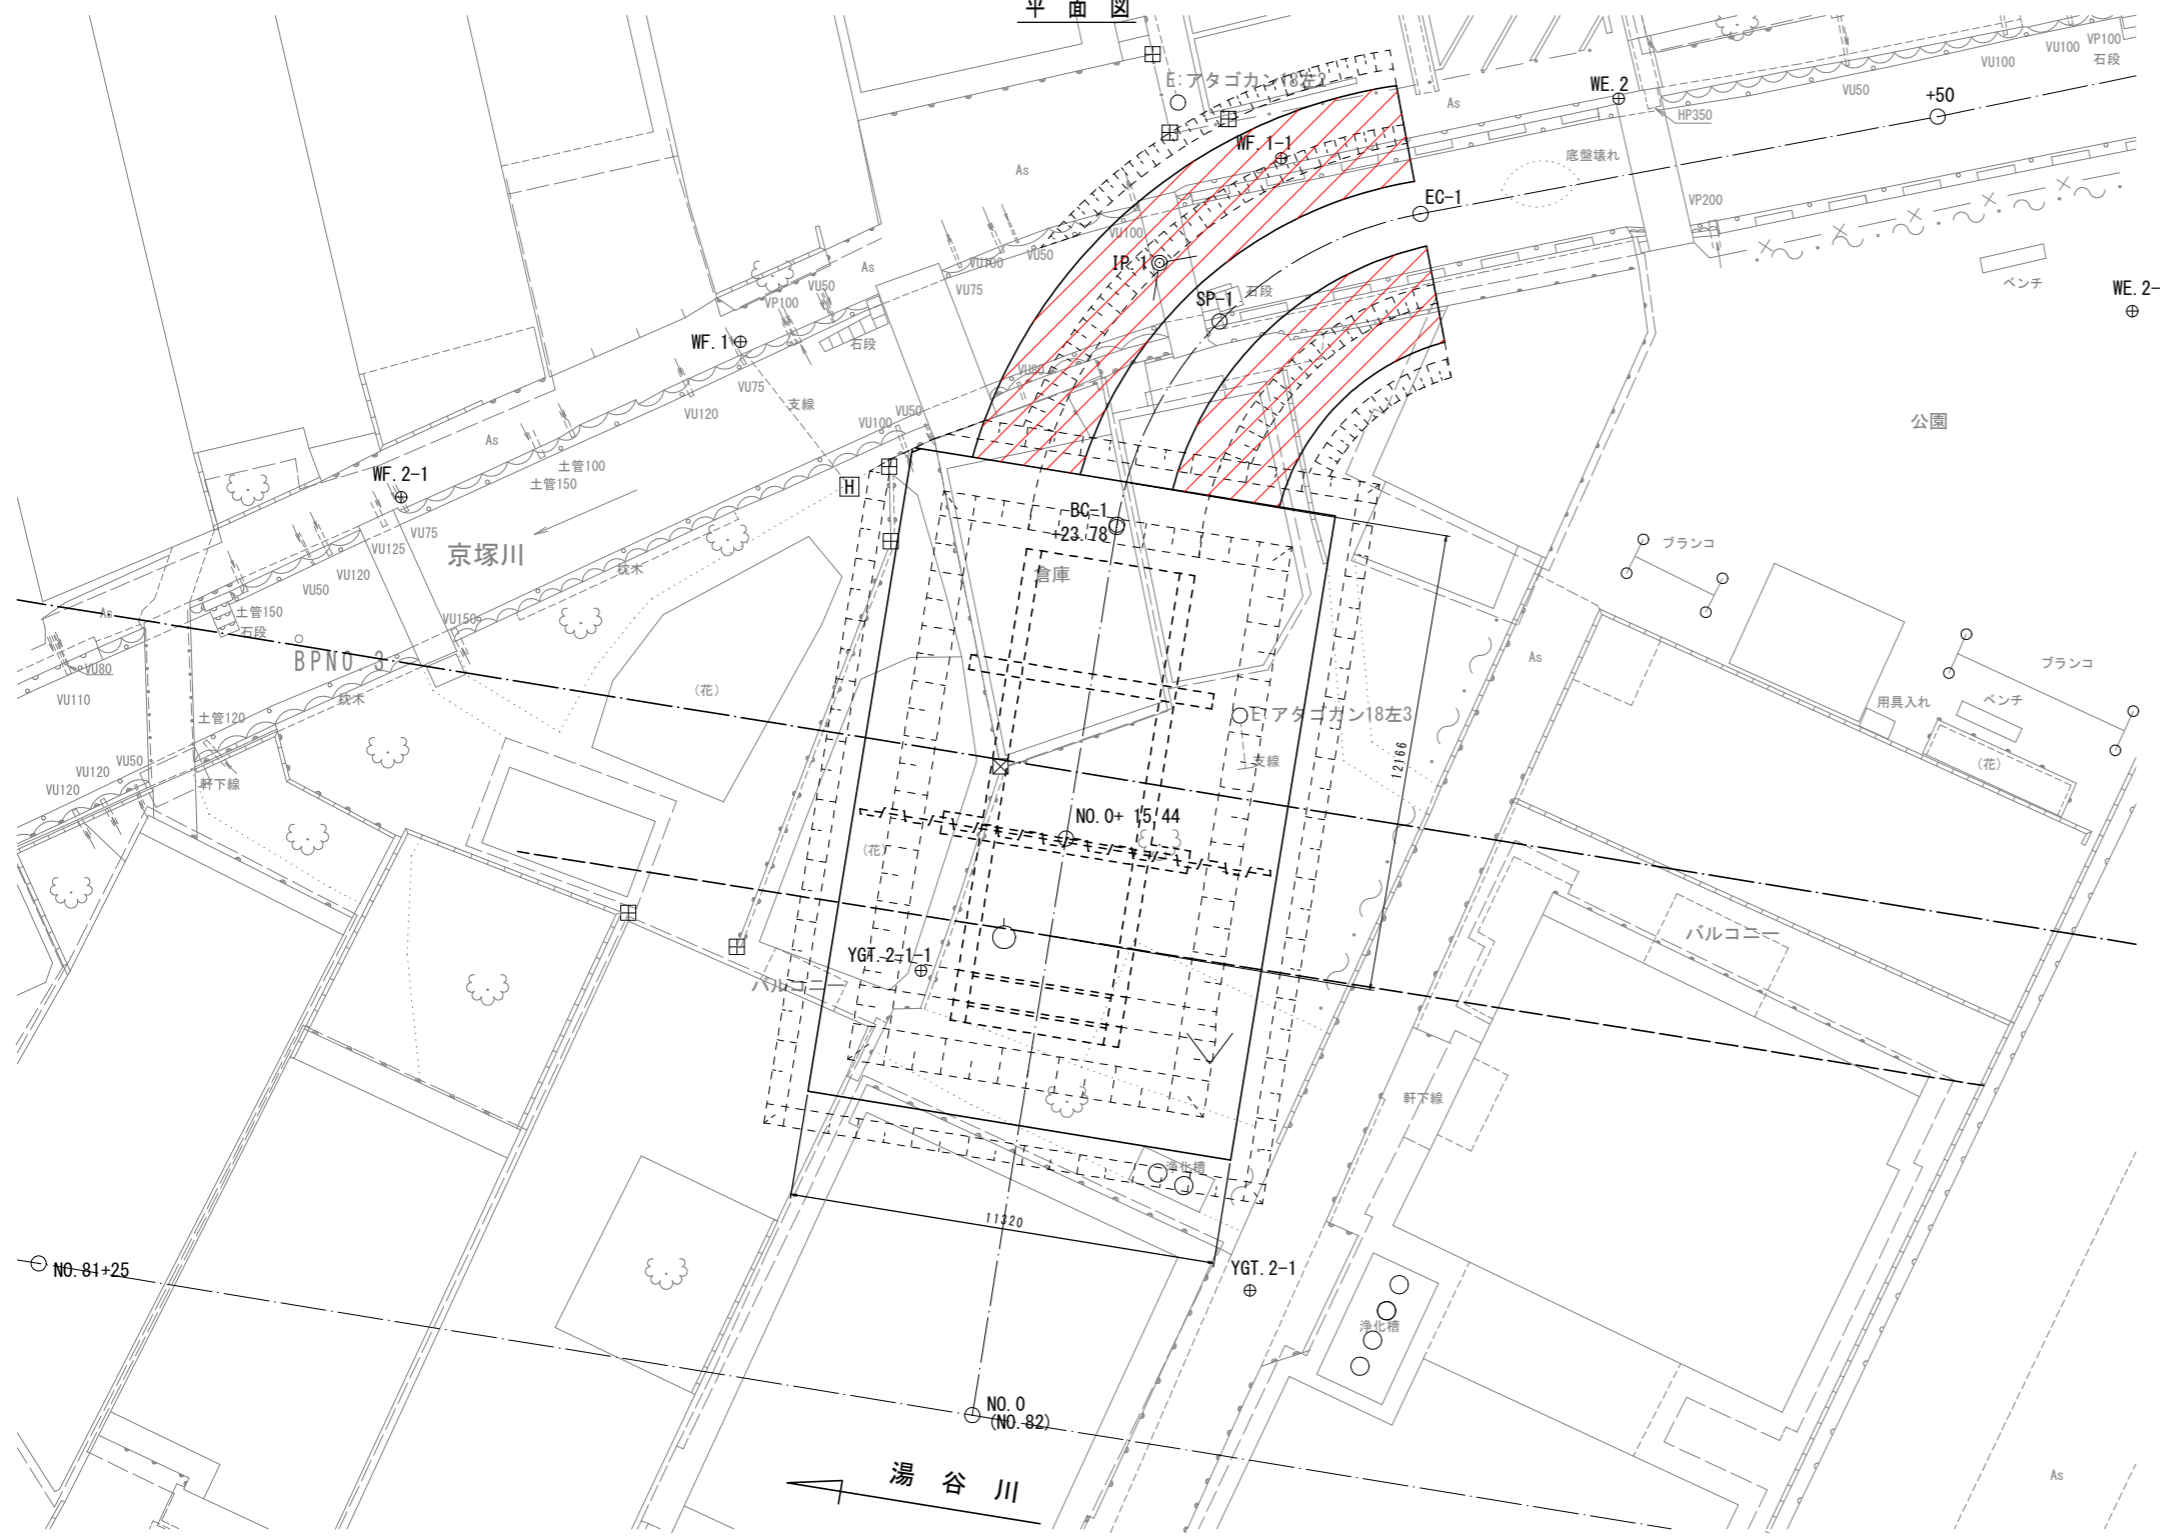 平 面 図
VP100
VU100
石段
VU100
E:アタゴカン18左2
WE.2
As
VU50
+50
HP350
WF.1-1
底盤壊れ
As
EC-1
VP200
VU100
VU50
VU100
IP.1
As
VU75
VU50
VP100
SP-1
石段
ベンチ
WE.2-
WF.1
石段
VU75
VU80
支線
VU120
VU50
VU100
公園
As
土管100
土管150
WF.2-1
H
BC-1
+23.78
VU75
VU125
京塚川
ブランコ
VU120
VU50
枕木
倉庫
As
土管150
石段
VU150
BPNO.3
As
ブランコ
VU80
VU110
枕木
(花)
用具入れ
ベンチ
土管120
E:アタゴカン18左3
VU50
VU120
VU120
軒下線
支線
12166
(花)
NO.0+ 15.44
(花)
バルコニー
YGT.2-1-1
バルコニー
軒下線
浄化槽
11320
YGT.2-1
NO.81+25
浄化槽
NO.0
(NO.82)
湯 谷 川
As